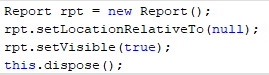 Report rpt = new Report();
rpt.setLocationRelativeTo(null);
rpt.setVisible(true);
this.dispose();